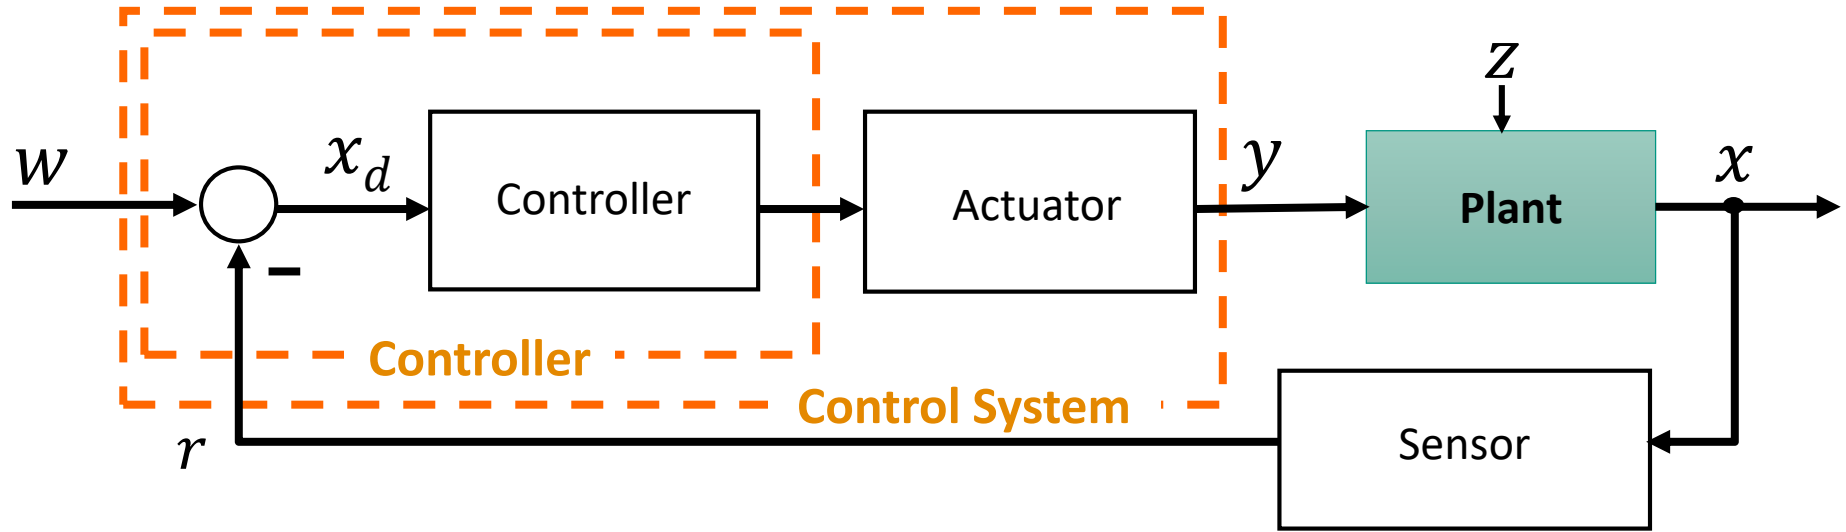 z
w
x_d
Controller
Actuator
y
Plant
x
−
Controller
Control System
r
Sensor